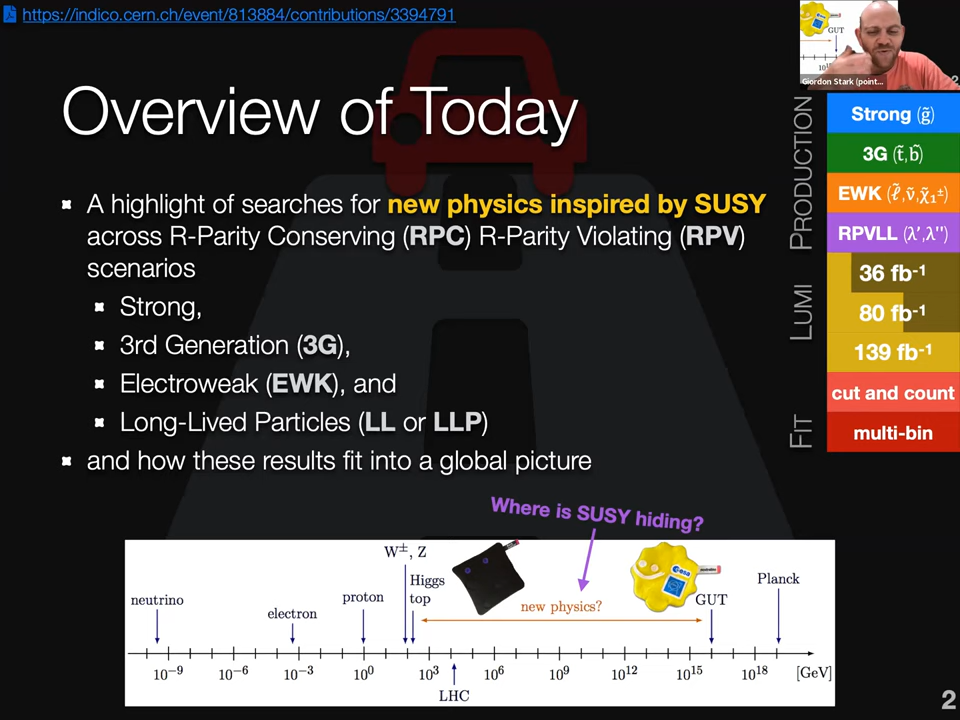 https://indico.cern.ch/event/813884/contributions/3394791
GUT
Giordon Stark (point...
Overview of Today
A highlight of searches for new physics inspired by SUSY
across R-Parity Conserving (RPC) R-Parity Violating (RPV)
scenarios
Strong,
3rd Generation (3G),
Electroweak (EWK), and
Long-Lived Particles (LL or LLP)
and how these results fit into a global picture
PRODUCTION
Strong (g̃)
3G (t̃,b̃)
EWK (ℓ̃,ν̃,χ̃₁±)
RPVLL (λ′,λ′′)
LUMI
36 fb⁻¹
80 fb⁻¹
139 fb⁻¹
FIT
cut and count
multi-bin
Where is SUSY hiding?
neutrino
electron
proton
W±, Z
Higgs
top
new physics?
esa
GUT
Planck
10⁻⁹ 10⁻⁶ 10⁻³ 10⁰ 10³ 10⁶ 10⁹ 10¹² 10¹⁵ 10¹⁸ [GeV]
LHC
2